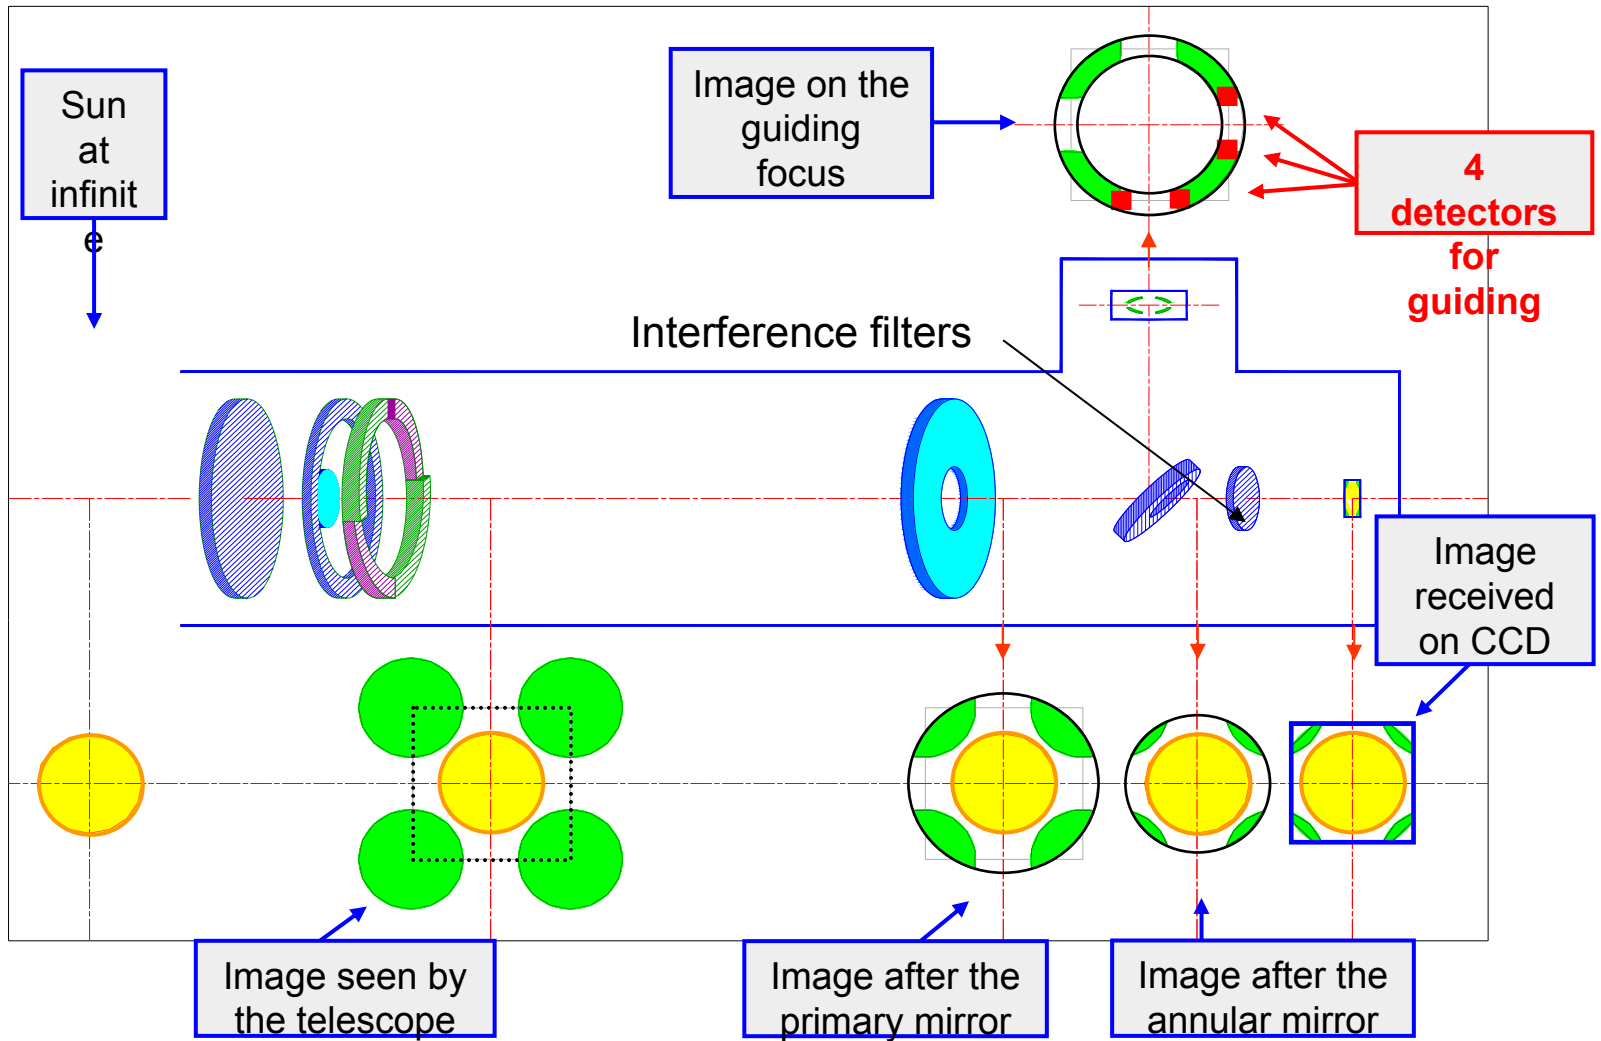 Sun
at
infinit
e
Image on the
guiding
focus
4
detectors
for
guiding
Interference filters
Image
received
on CCD
Image seen by
the telescope
Image after the
primary mirror
Image after the
annular mirror